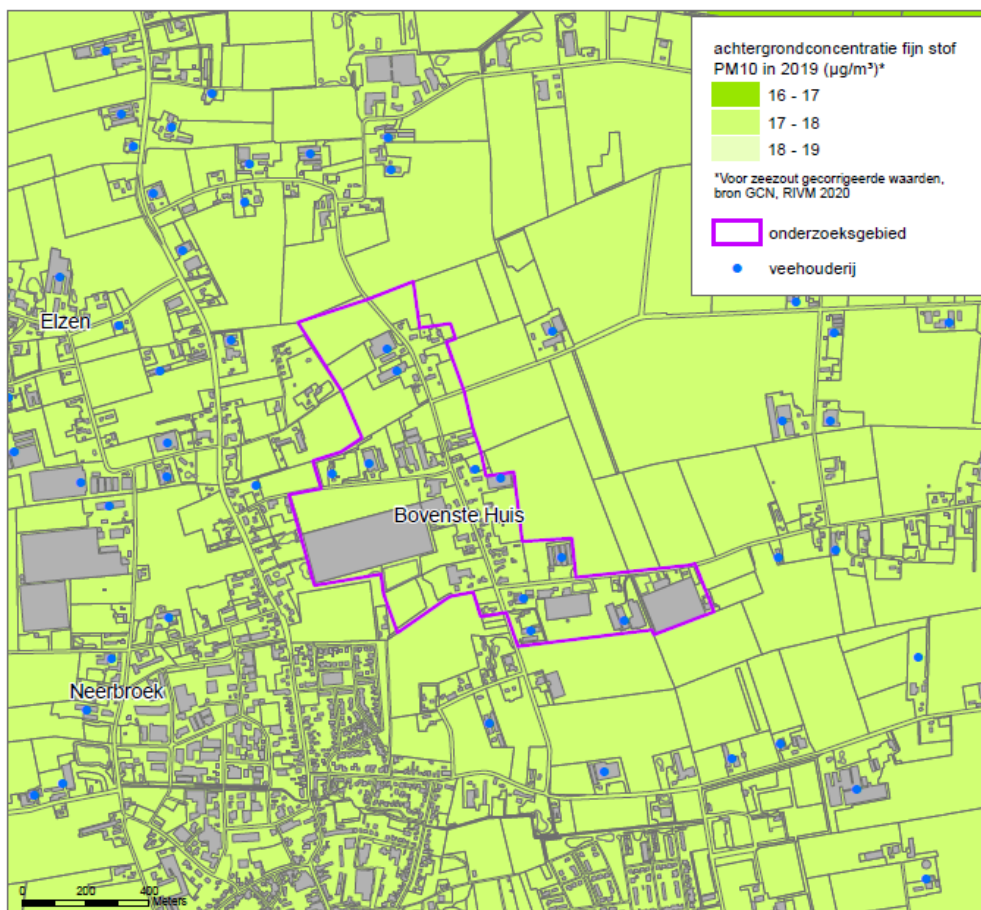 achtergrondconcentratie fijn stof
PM10 in 2019 (µg/m³)*
16 - 17
17 - 18
18 - 19
*Voor zeezout gecorrigeerde waarden,
bron GCN, RIVM 2020
onderzoeksgebied
veehouderij
Elzen
Bovenste Huis
Neerbroek
0 200 400
Meters